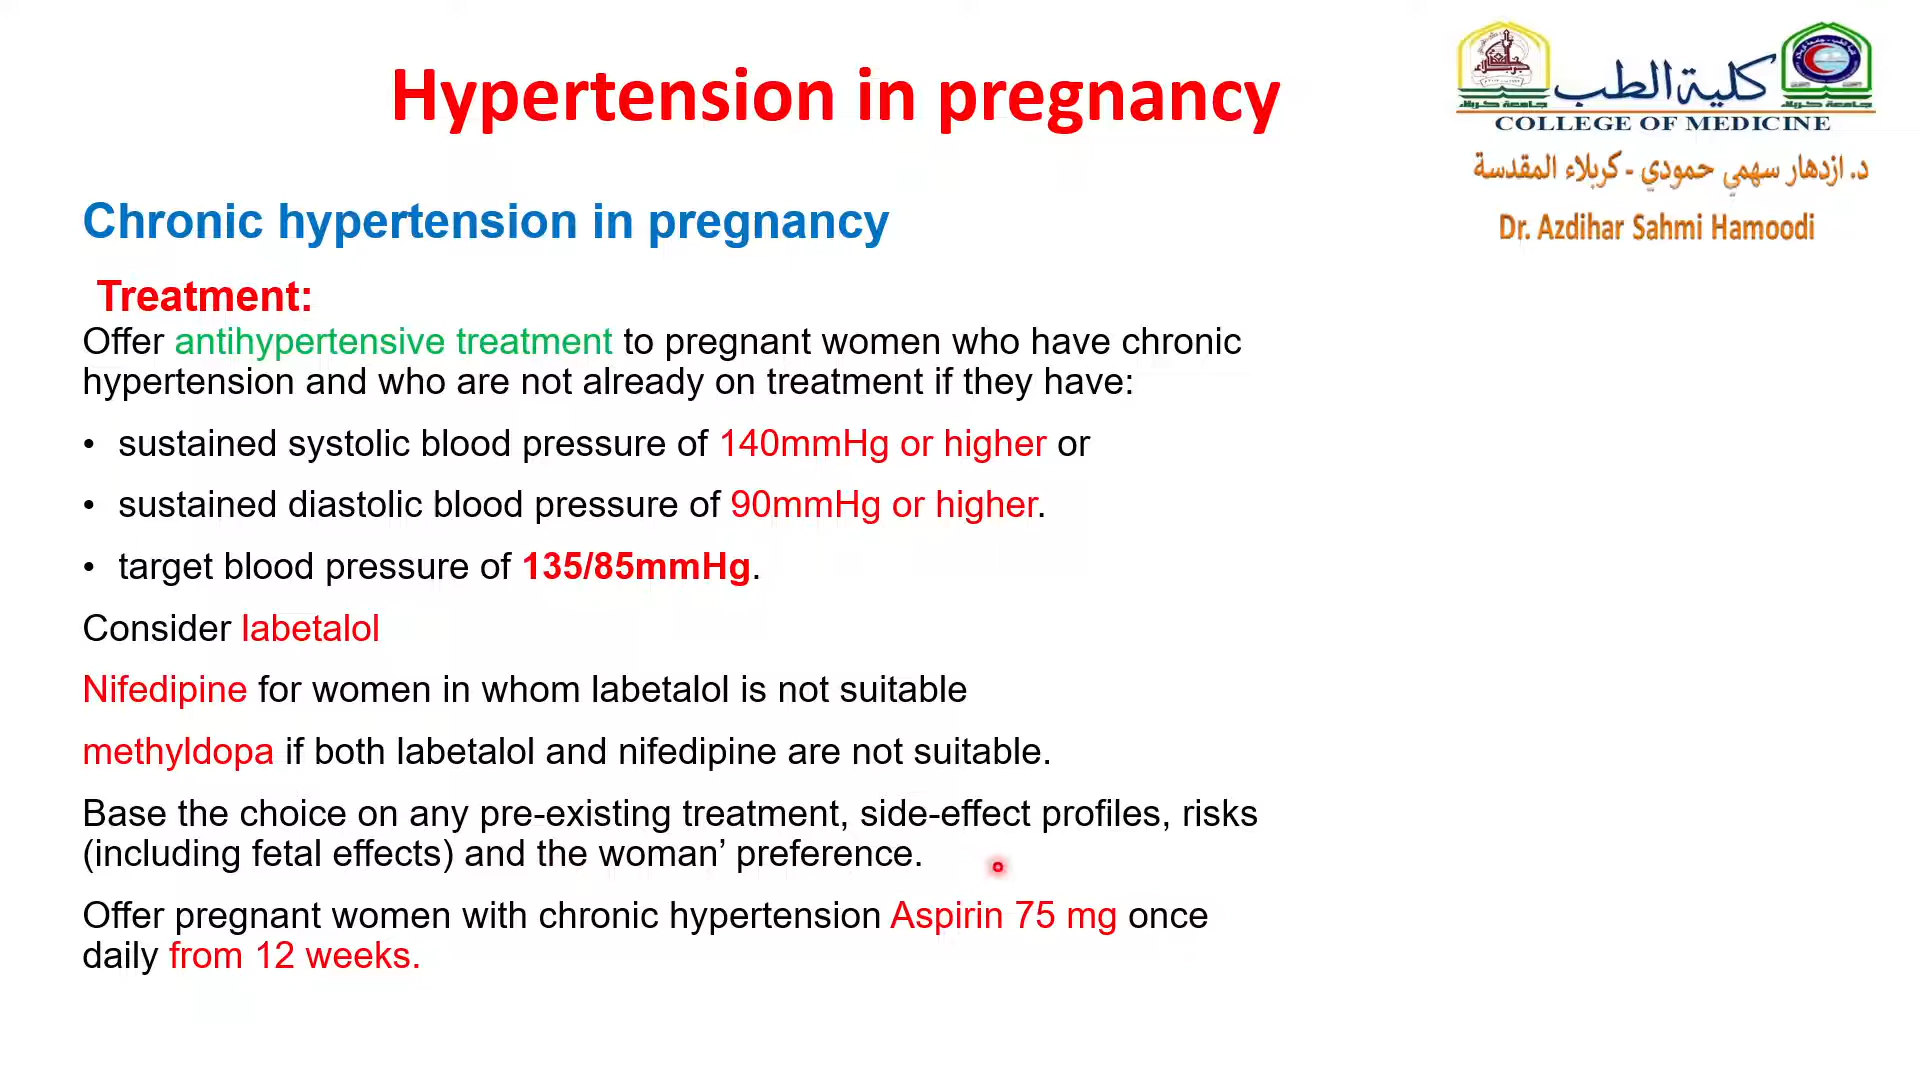 Hypertension in pregnancy
كلية الطب
COLLEGE OF MEDICINE
د. ازدهار سهمي حمودي - كربلاء المقدسة
Dr. Azdihar Sahmi Hamoodi
Chronic hypertension in pregnancy
Treatment:
Offer antihypertensive treatment to pregnant women who have chronic
hypertension and who are not already on treatment if they have:
• sustained systolic blood pressure of 140mmHg or higher or
• sustained diastolic blood pressure of 90mmHg or higher.
• target blood pressure of 135/85mmHg.
Consider labetalol
Nifedipine for women in whom labetalol is not suitable
methyldopa if both labetalol and nifedipine are not suitable.
Base the choice on any pre-existing treatment, side-effect profiles, risks
(including fetal effects) and the woman’ preference.
Offer pregnant women with chronic hypertension Aspirin 75 mg once
daily from 12 weeks.